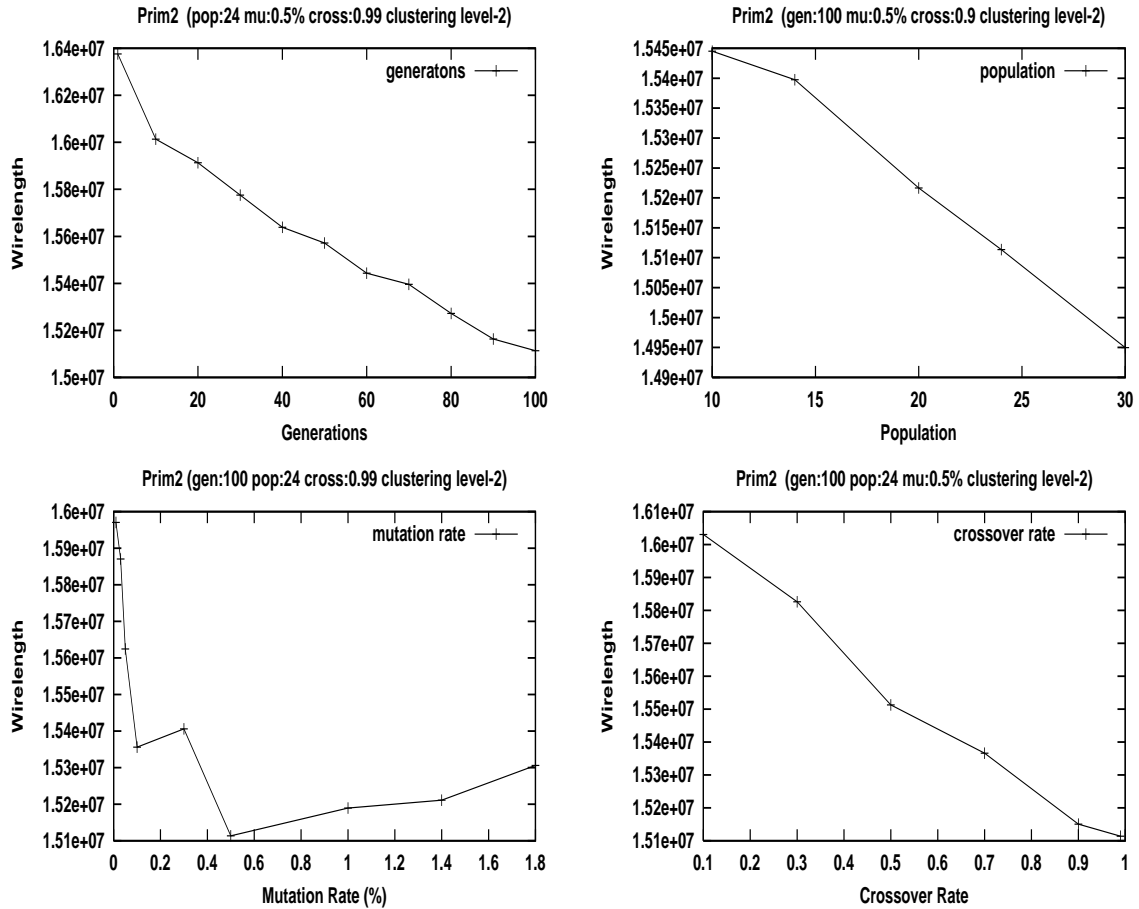 Prim2 (pop:24 mu:0.5% cross:0.99 clustering level-2)
1.64e+07
1.62e+07
1.6e+07
1.58e+07
1.56e+07
1.54e+07
1.52e+07
1.5e+07
Wirelength
generatons
0 20 40 60 80 100
Generations
Prim2 (gen:100 mu:0.5% cross:0.9 clustering level-2)
1.545e+07
1.54e+07
1.535e+07
1.53e+07
1.525e+07
1.52e+07
1.515e+07
1.51e+07
1.505e+07
1.5e+07
1.495e+07
1.49e+07
Wirelength
population
10 15 20 25 30
Population
Prim2 (gen:100 pop:24 cross:0.99 clustering level-2)
1.6e+07
1.59e+07
1.58e+07
1.57e+07
1.56e+07
1.55e+07
1.54e+07
1.53e+07
1.52e+07
1.51e+07
Wirelength
mutation rate
0 0.2 0.4 0.6 0.8 1 1.2 1.4 1.6 1.8
Mutation Rate (%)
Prim2 (gen:100 pop:24 mu:0.5% clustering level-2)
1.61e+07
1.6e+07
1.59e+07
1.58e+07
1.57e+07
1.56e+07
1.55e+07
1.54e+07
1.53e+07
1.52e+07
1.51e+07
Wirelength
crossover rate
0.1 0.2 0.3 0.4 0.5 0.6 0.7 0.8 0.9 1
Crossover Rate